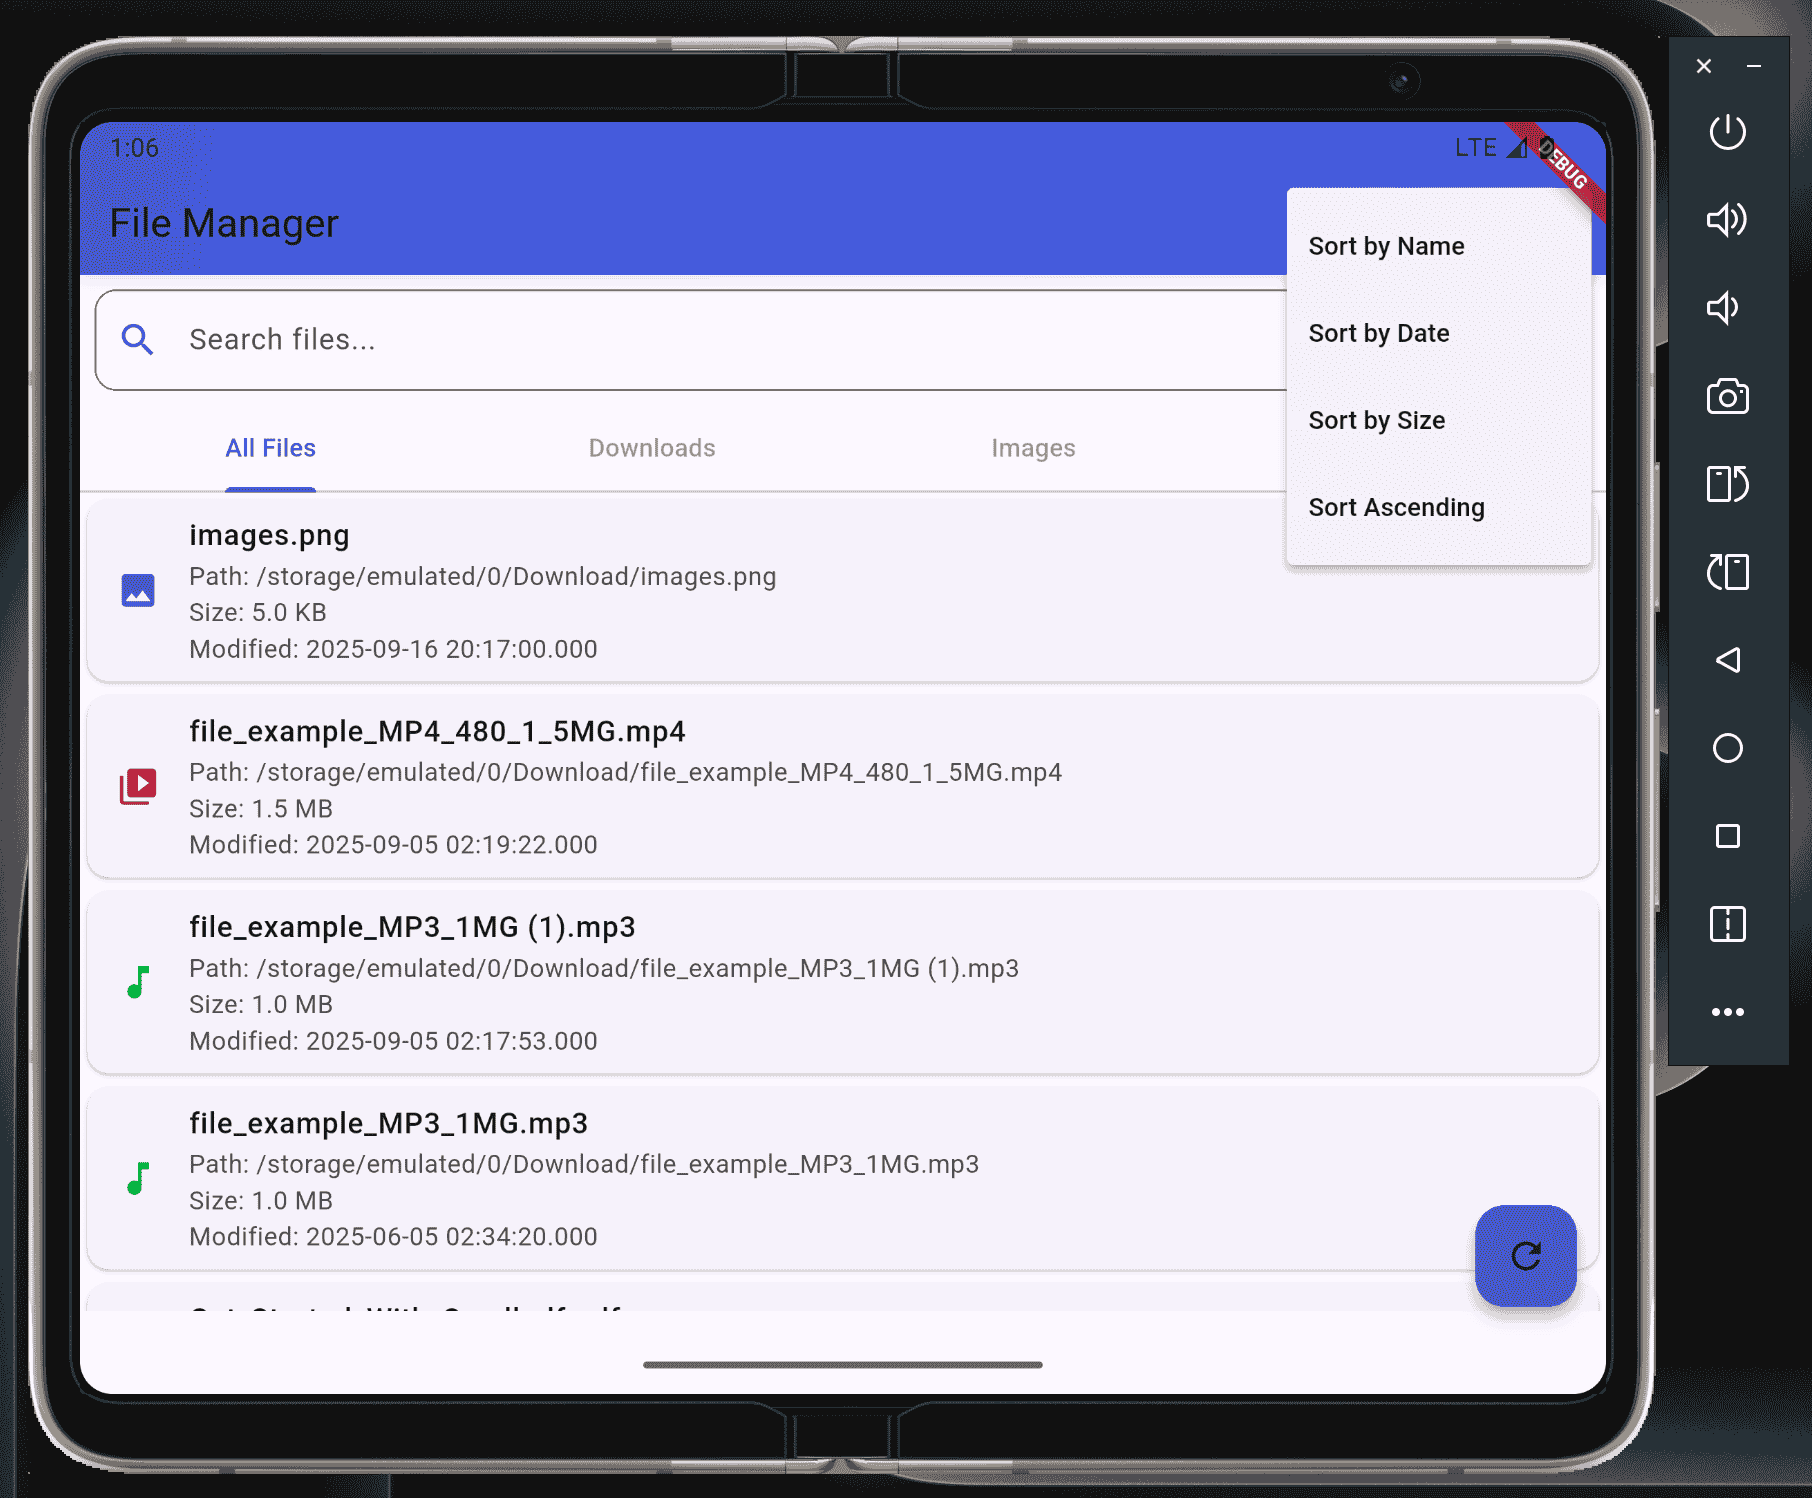 1:06
LTE
DEBUG
File Manager
Sort by Name
Sort by Date
Sort by Size
Sort Ascending
Search files...
All Files
Downloads
Images
images.png
Path: /storage/emulated/0/Download/images.png
Size: 5.0 KB
Modified: 2025-09-16 20:17:00.000
file_example_MP4_480_1_5MG.mp4
Path: /storage/emulated/0/Download/file_example_MP4_480_1_5MG.mp4
Size: 1.5 MB
Modified: 2025-09-05 02:19:22.000
file_example_MP3_1MG (1).mp3
Path: /storage/emulated/0/Download/file_example_MP3_1MG (1).mp3
Size: 1.0 MB
Modified: 2025-09-05 02:17:53.000
file_example_MP3_1MG.mp3
Path: /storage/emulated/0/Download/file_example_MP3_1MG.mp3
Size: 1.0 MB
Modified: 2025-06-05 02:34:20.000